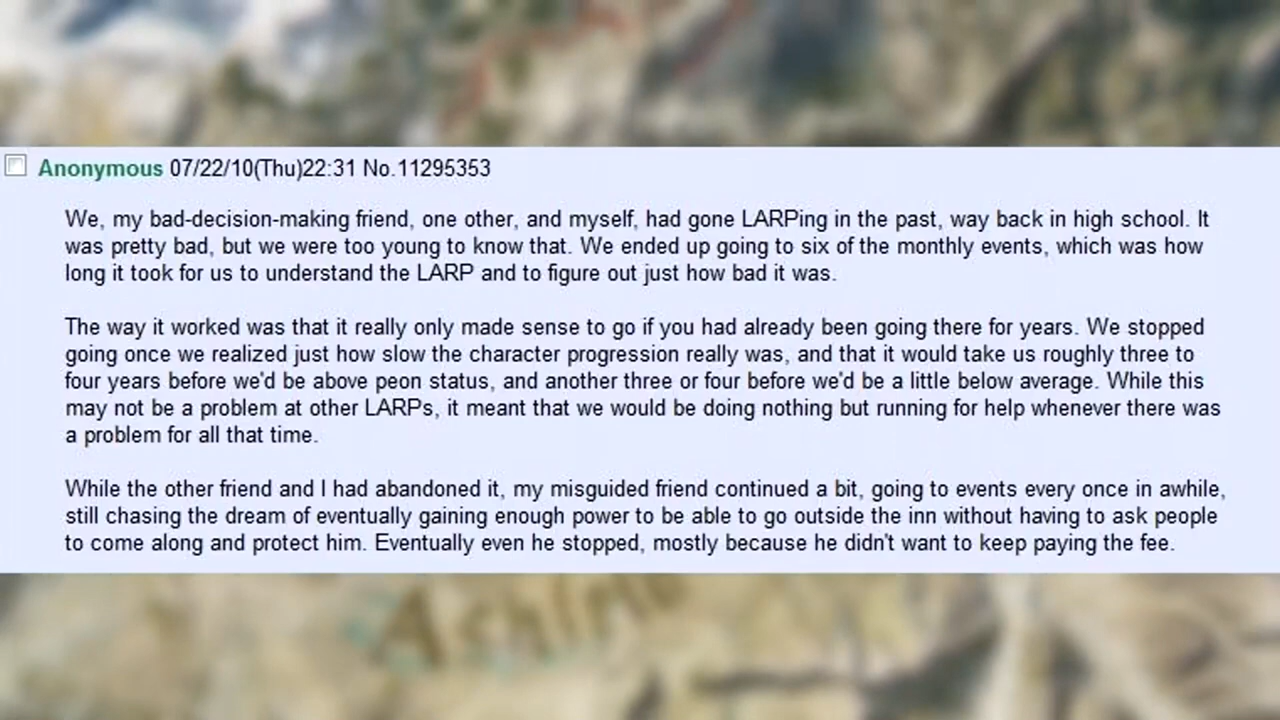 Anonymous 07/22/10(Thu)22:31 No.11295353
We, my bad-decision-making friend, one other, and myself, had gone LARPing in the past, way back in high school. It
was pretty bad, but we were too young to know that. We ended up going to six of the monthly events, which was how
long it took for us to understand the LARP and to figure out just how bad it was.
The way it worked was that it really only made sense to go if you had already been going there for years. We stopped
going once we realized just how slow the character progression really was, and that it would take us roughly three to
four years before we'd be above peon status, and another three or four before we'd be a little below average. While this
may not be a problem at other LARPs, it meant that we would be doing nothing but running for help whenever there was
a problem for all that time.
While the other friend and I had abandoned it, my misguided friend continued a bit, going to events every once in awhile,
still chasing the dream of eventually gaining enough power to be able to go outside the inn without having to ask people
to come along and protect him. Eventually even he stopped, mostly because he didn't want to keep paying the fee.